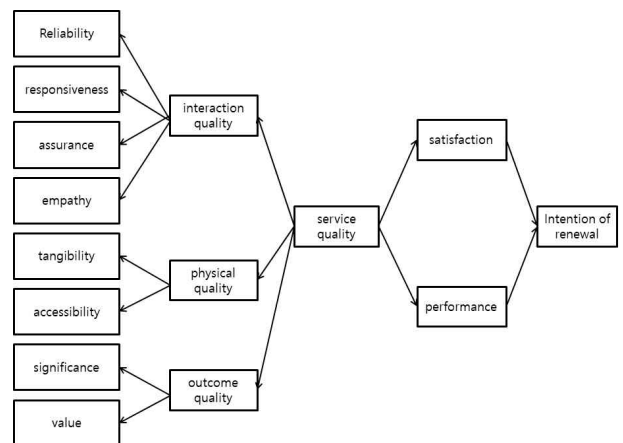 Reliability
responsiveness
assurance
empathy
tangibility
accessibility
significance
value
interaction
quality
physical
quality
outcome
quality
service
quality
satisfaction
performance
Intention of
renewal